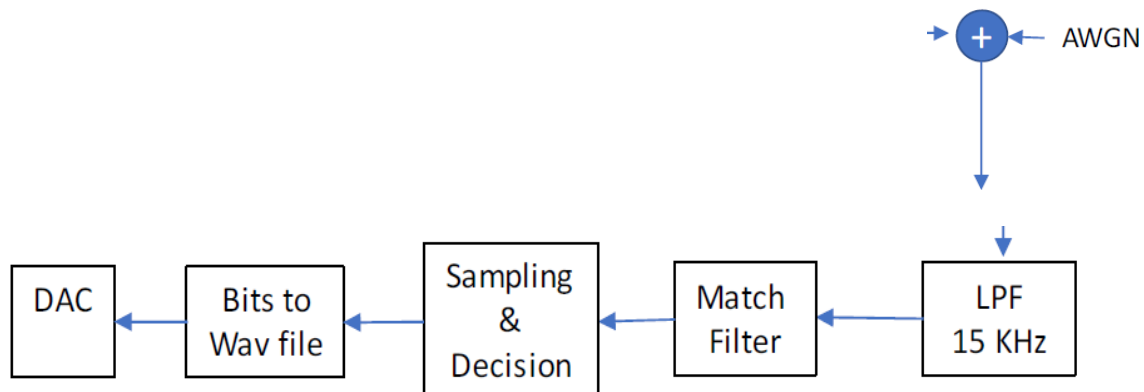 +
AWGN
DAC
Bits to
Wav file
Sampling
&
Decision
Match
Filter
LPF
15 KHz